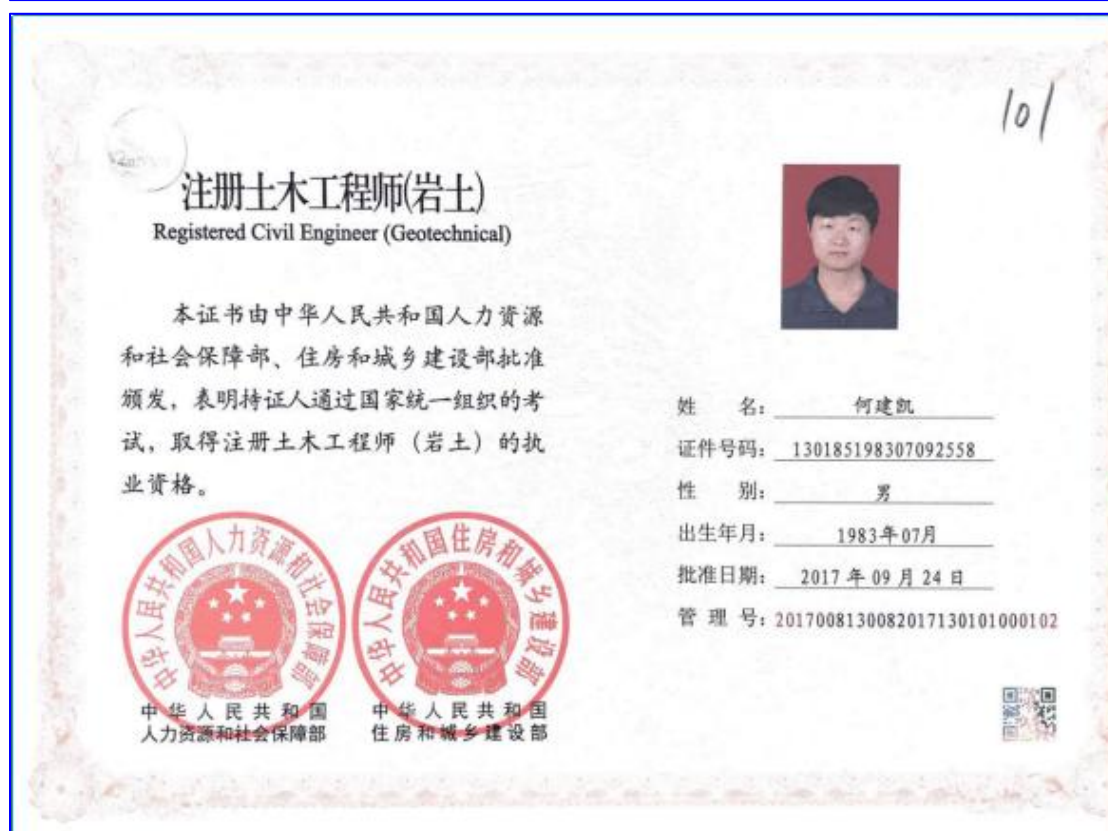 101
注册土木工程师(岩土)
Registered Civil Engineer (Geotechnical)
本证书由中华人民共和国人力资源
和社会保障部、住房和城乡建设部批准
颁发，表明持证人通过国家统一组织的考
试，取得注册土木工程师（岩土）的执
业资格。
中华人民共和国人力资源和社会保障部
中华人民共和国住房和城乡建设部
中华人民共和国
人力资源和社会保障部
中华人民共和国
住房和城乡建设部
姓 名：何建凯
证件号码：130185198307092558
性 别：男
出生年月：1983年07月
批准日期：2017年09月24日
管 理 号：2017008130082017130101000102